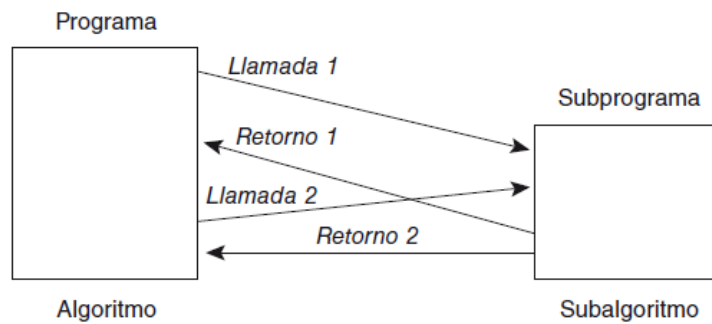 Programa
Llamada 1
Subprograma
Retorno 1
Llamada 2
Retorno 2
Algoritmo
Subalgoritmo